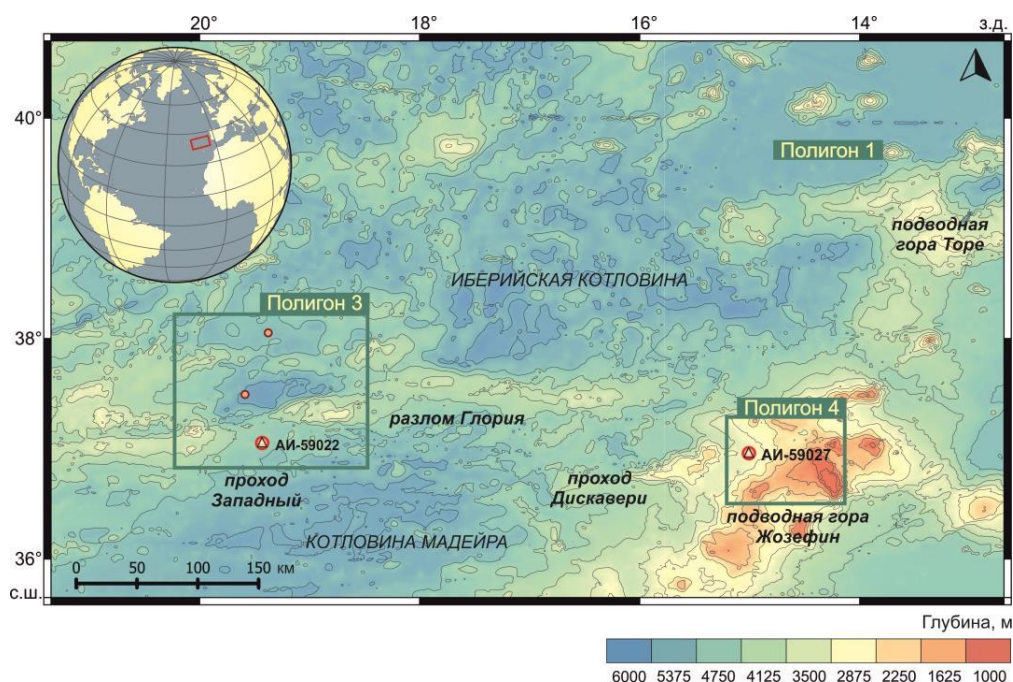 20° 18° 16° 14° з.д.
40°
Полигон 1
подводная
гора Торе
ИБЕРИЙСКАЯ КОТЛОВИНА
Полигон 3
38°
разлом Глория
Полигон 4
АИ-59022
АИ-59027
проход
Западный
проход
Дискавери
подводная гора
Жозефин
КОТЛОВИНА МАДЕЙРА
36°
0 50 100 150 км
с.ш.
Глубина, м
6000 5375 4750 4125 3500 2875 2250 1625 1000